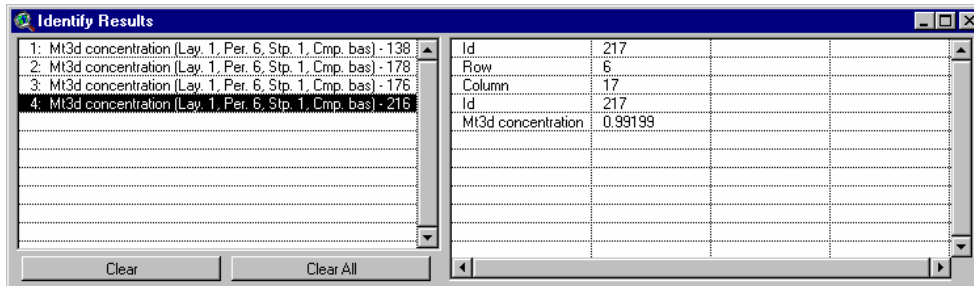 Identify Results
1: Mt3d concentration (Lay. 1, Per. 6, Stp. 1, Cmp. bas) - 138
2: Mt3d concentration (Lay. 1, Per. 6, Stp. 1, Cmp. bas) - 178
3: Mt3d concentration (Lay. 1, Per. 6, Stp. 1, Cmp. bas) - 176
4: Mt3d concentration (Lay. 1, Per. 6, Stp. 1, Cmp. bas) - 216
Id 217
Row 6
Column 17
Id 217
Mt3d concentration 0.99199
Clear Clear All